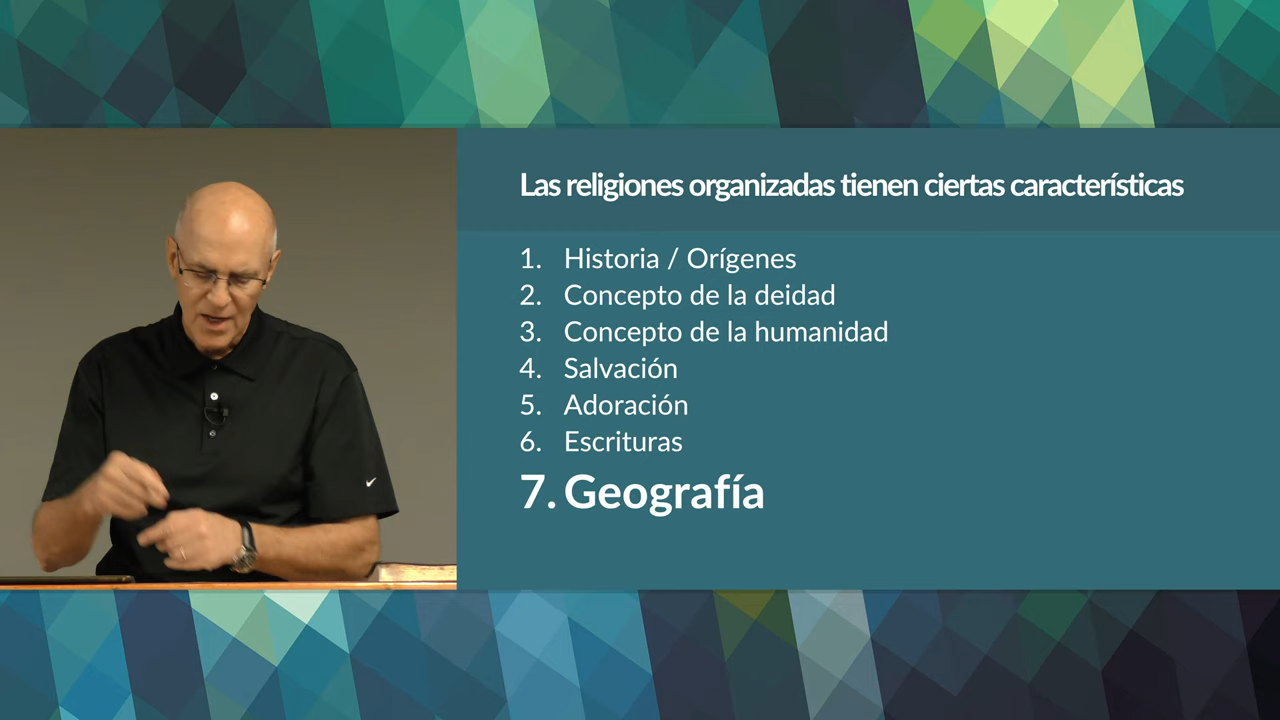 Las religiones organizadas tienen ciertas características
1. Historia / Orígenes
2. Concepto de la deidad
3. Concepto de la humanidad
4. Salvación
5. Adoración
6. Escrituras
7. Geografía